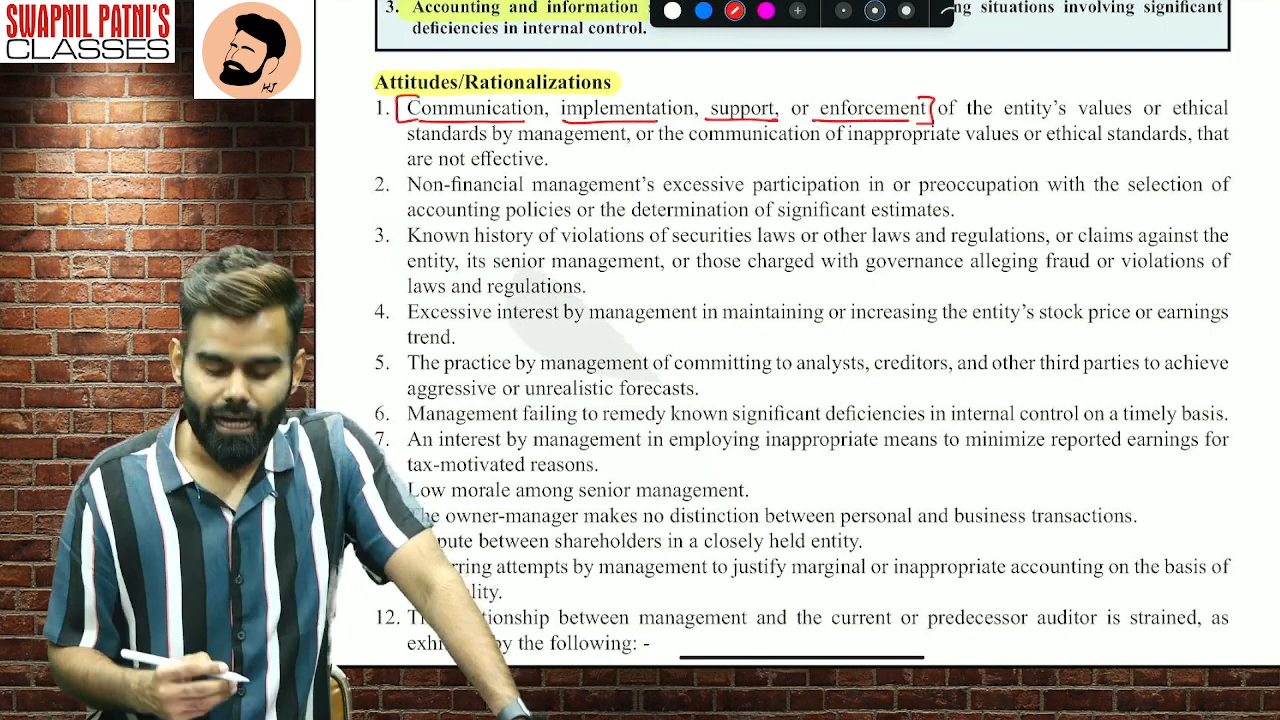 SWAPNIL PATNI'S
CLASSES
3. Accounting and information ng situations involving significant
deficiencies in internal control.
Attitudes/Rationalizations
1. Communication, implementation, support, or enforcement of the entity's values or ethical
standards by management, or the communication of inappropriate values or ethical standards, that
are not effective.
2. Non-financial management's excessive participation in or preoccupation with the selection of
accounting policies or the determination of significant estimates.
3. Known history of violations of securities laws or other laws and regulations, or claims against the
entity, its senior management, or those charged with governance alleging fraud or violations of
laws and regulations.
4. Excessive interest by management in maintaining or increasing the entity's stock price or earnings
trend.
5. The practice by management of committing to analysts, creditors, and other third parties to achieve
aggressive or unrealistic forecasts.
6. Management failing to remedy known significant deficiencies in internal control on a timely basis.
7. An interest by management in employing inappropriate means to minimize reported earnings for
tax-motivated reasons.
Low morale among senior management.
The owner-manager makes no distinction between personal and business transactions.
pute between shareholders in a closely held entity.
rring attempts by management to justify marginal or inappropriate accounting on the basis of
lity.
12. tionship between management and the current or predecessor auditor is strained, as
by the following: -